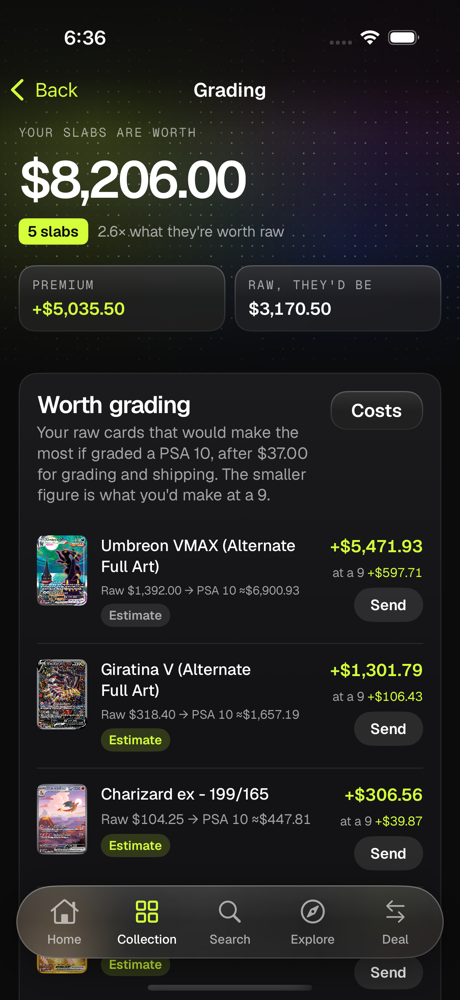 6:36
Back
Grading
YOUR SLABS ARE WORTH
$8,206.00
5 slabs
2.6× what they're worth raw
PREMIUM
+$5,035.50
RAW, THEY'D BE
$3,170.50
Worth grading
Costs
Your raw cards that would make the
most if graded a PSA 10, after $37.00
for grading and shipping. The smaller
figure is what you'd make at a 9.
Umbreon VMAX (Alternate
Full Art)
Raw $1,392.00 → PSA 10 ≈$6,900.93
Estimate
+$5,471.93
at a 9 +$597.71
Send
Giratina V (Alternate
Full Art)
Raw $318.40 → PSA 10 ≈$1,657.19
Estimate
+$1,301.79
at a 9 +$106.43
Send
Charizard ex - 199/165
Raw $104.25 → PSA 10 ≈$447.81
Estimate
+$306.56
at a 9 +$39.87
Send
Home
Collection
Search
Explore
Deal
Estimate
Send